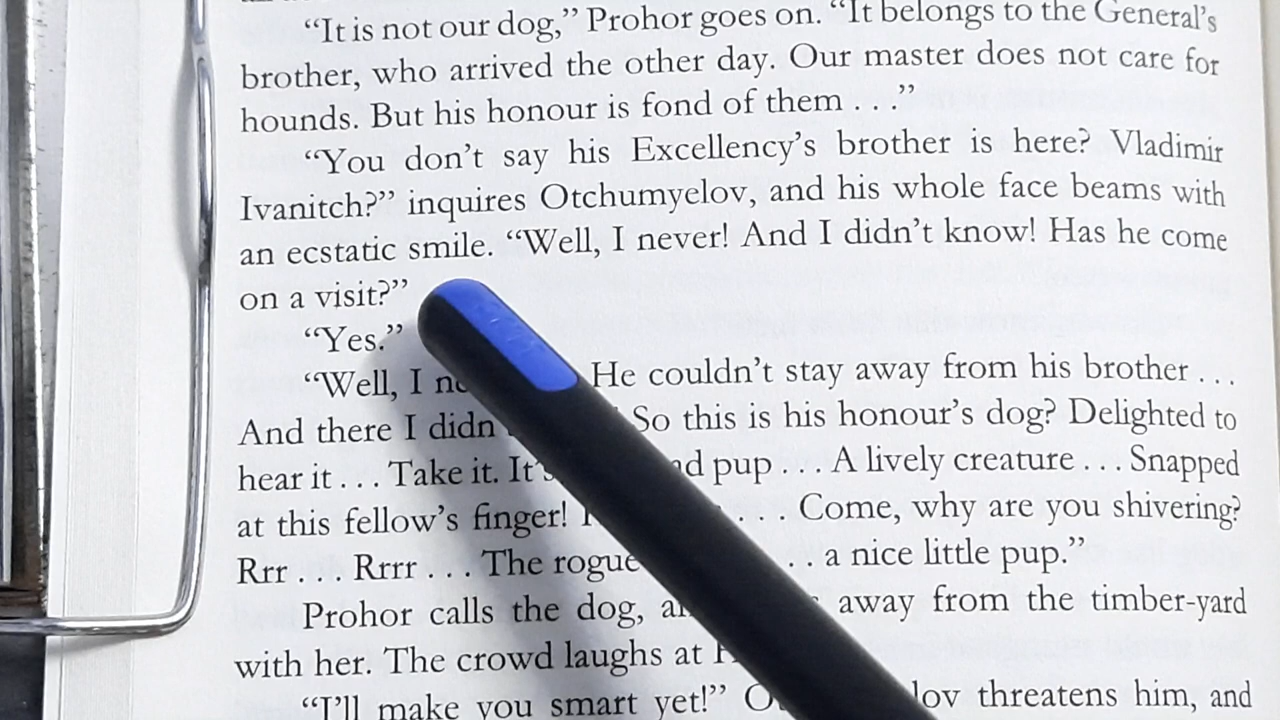 “It is not our dog,” Prohor goes on. “It belongs to the General’s
brother, who arrived the other day. Our master does not care for
hounds. But his honour is fond of them . . .”
“You don’t say his Excellency’s brother is here? Vladimir
Ivanitch?” inquires Otchumyelov, and his whole face beams with
an ecstatic smile. “Well, I never! And I didn’t know! Has he come
on a visit?”
“Yes.”
“Well, I He couldn’t stay away from his brother . . .
And there I So this is his honour’s dog? Delighted to
hear it . . . Take it. pup . . . A lively creature . . . Snapped
at this fellow’s finger! . . . Come, why are you shivering?
Rrr . . . Rrrr . . . The rogue . . a nice little pup.”
Prohor calls the dog, away from the timber-yard
with her. The crowd laughs at
“I’ll make you smart yet!” threatens him, and